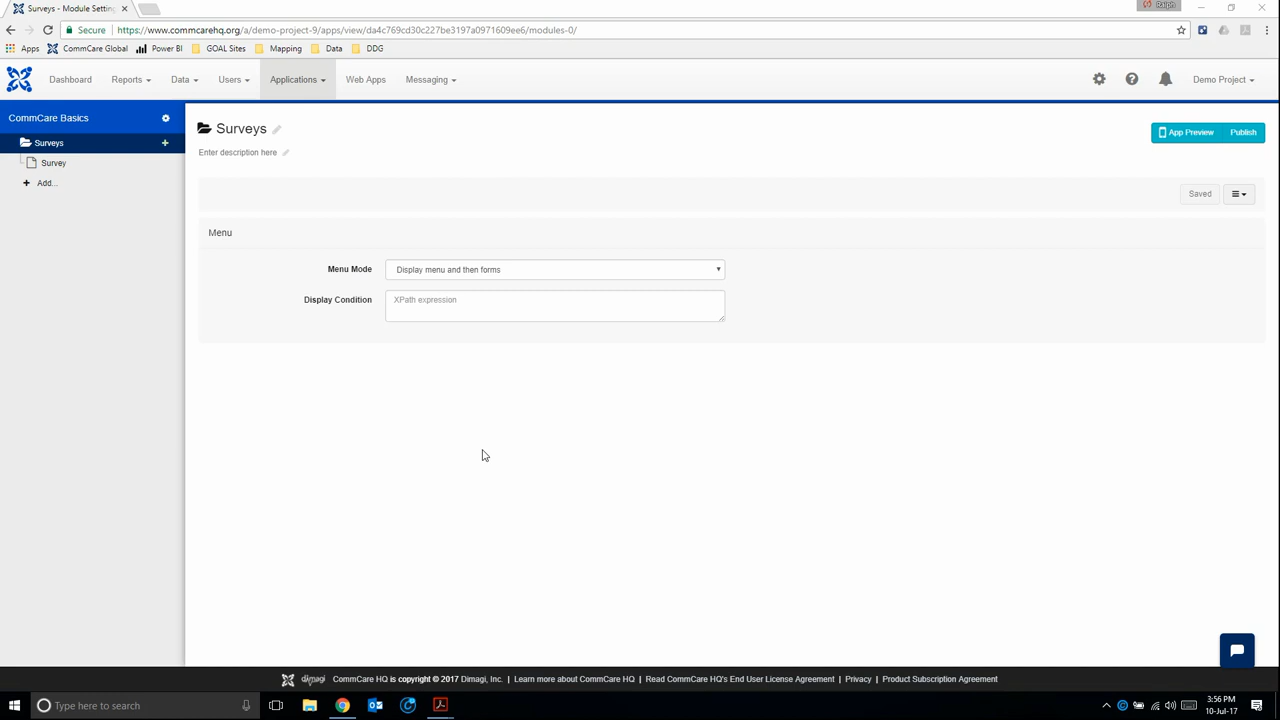 Surveys - Module Setting
Ralph
Secure
https://www.commcarehq.org/a/demo-project-9/apps/view/da4c769cd30c227be3197a0971609ee6/modules-0/
Apps
CommCare Global
Power BI
GOAL Sites
Mapping
Data
DDG
Dashboard
Reports
Data
Users
Applications
Web Apps
Messaging
Demo Project
CommCare Basics
Surveys
Survey
Add...
Surveys
Enter description here
App Preview
Publish
Saved
Menu
Menu Mode
Display menu and then forms
Display Condition
XPath expression
dimagi
CommCare HQ is copyright © 2017 Dimagi, Inc.
Learn more about CommCare HQ
Read CommCare HQ's End User License Agreement
Privacy
Product Subscription Agreement
Type here to search
3:56 PM
10-Jul-17